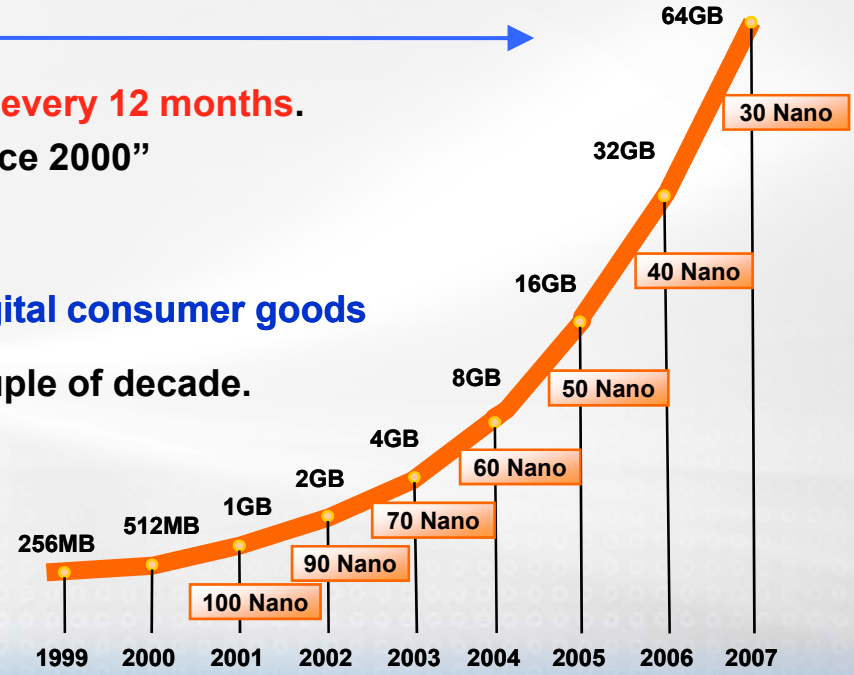 64GB
every 12 months.
30 Nano
ce 2000”
32GB
40 Nano
16GB
gital consumer goods
8GB
uple of decade.
50 Nano
4GB
60 Nano
2GB
1GB
70 Nano
512MB
256MB
90 Nano
100 Nano
1999 2000 2001 2002 2003 2004 2005 2006 2007